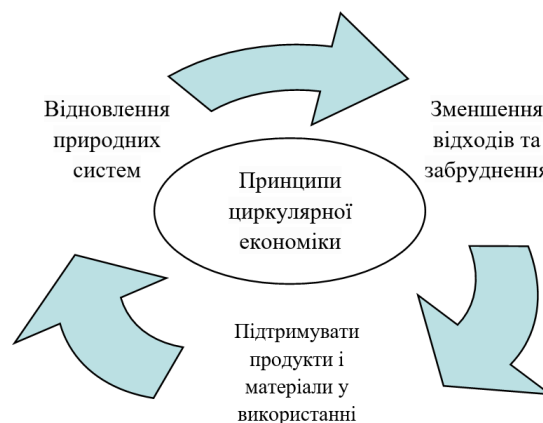 Відновлення
природних
систем
Зменшення
відходів та
забруднення
Принципи
циркулярної
економіки
Підтримувати
продукти і
матеріали у
використанні